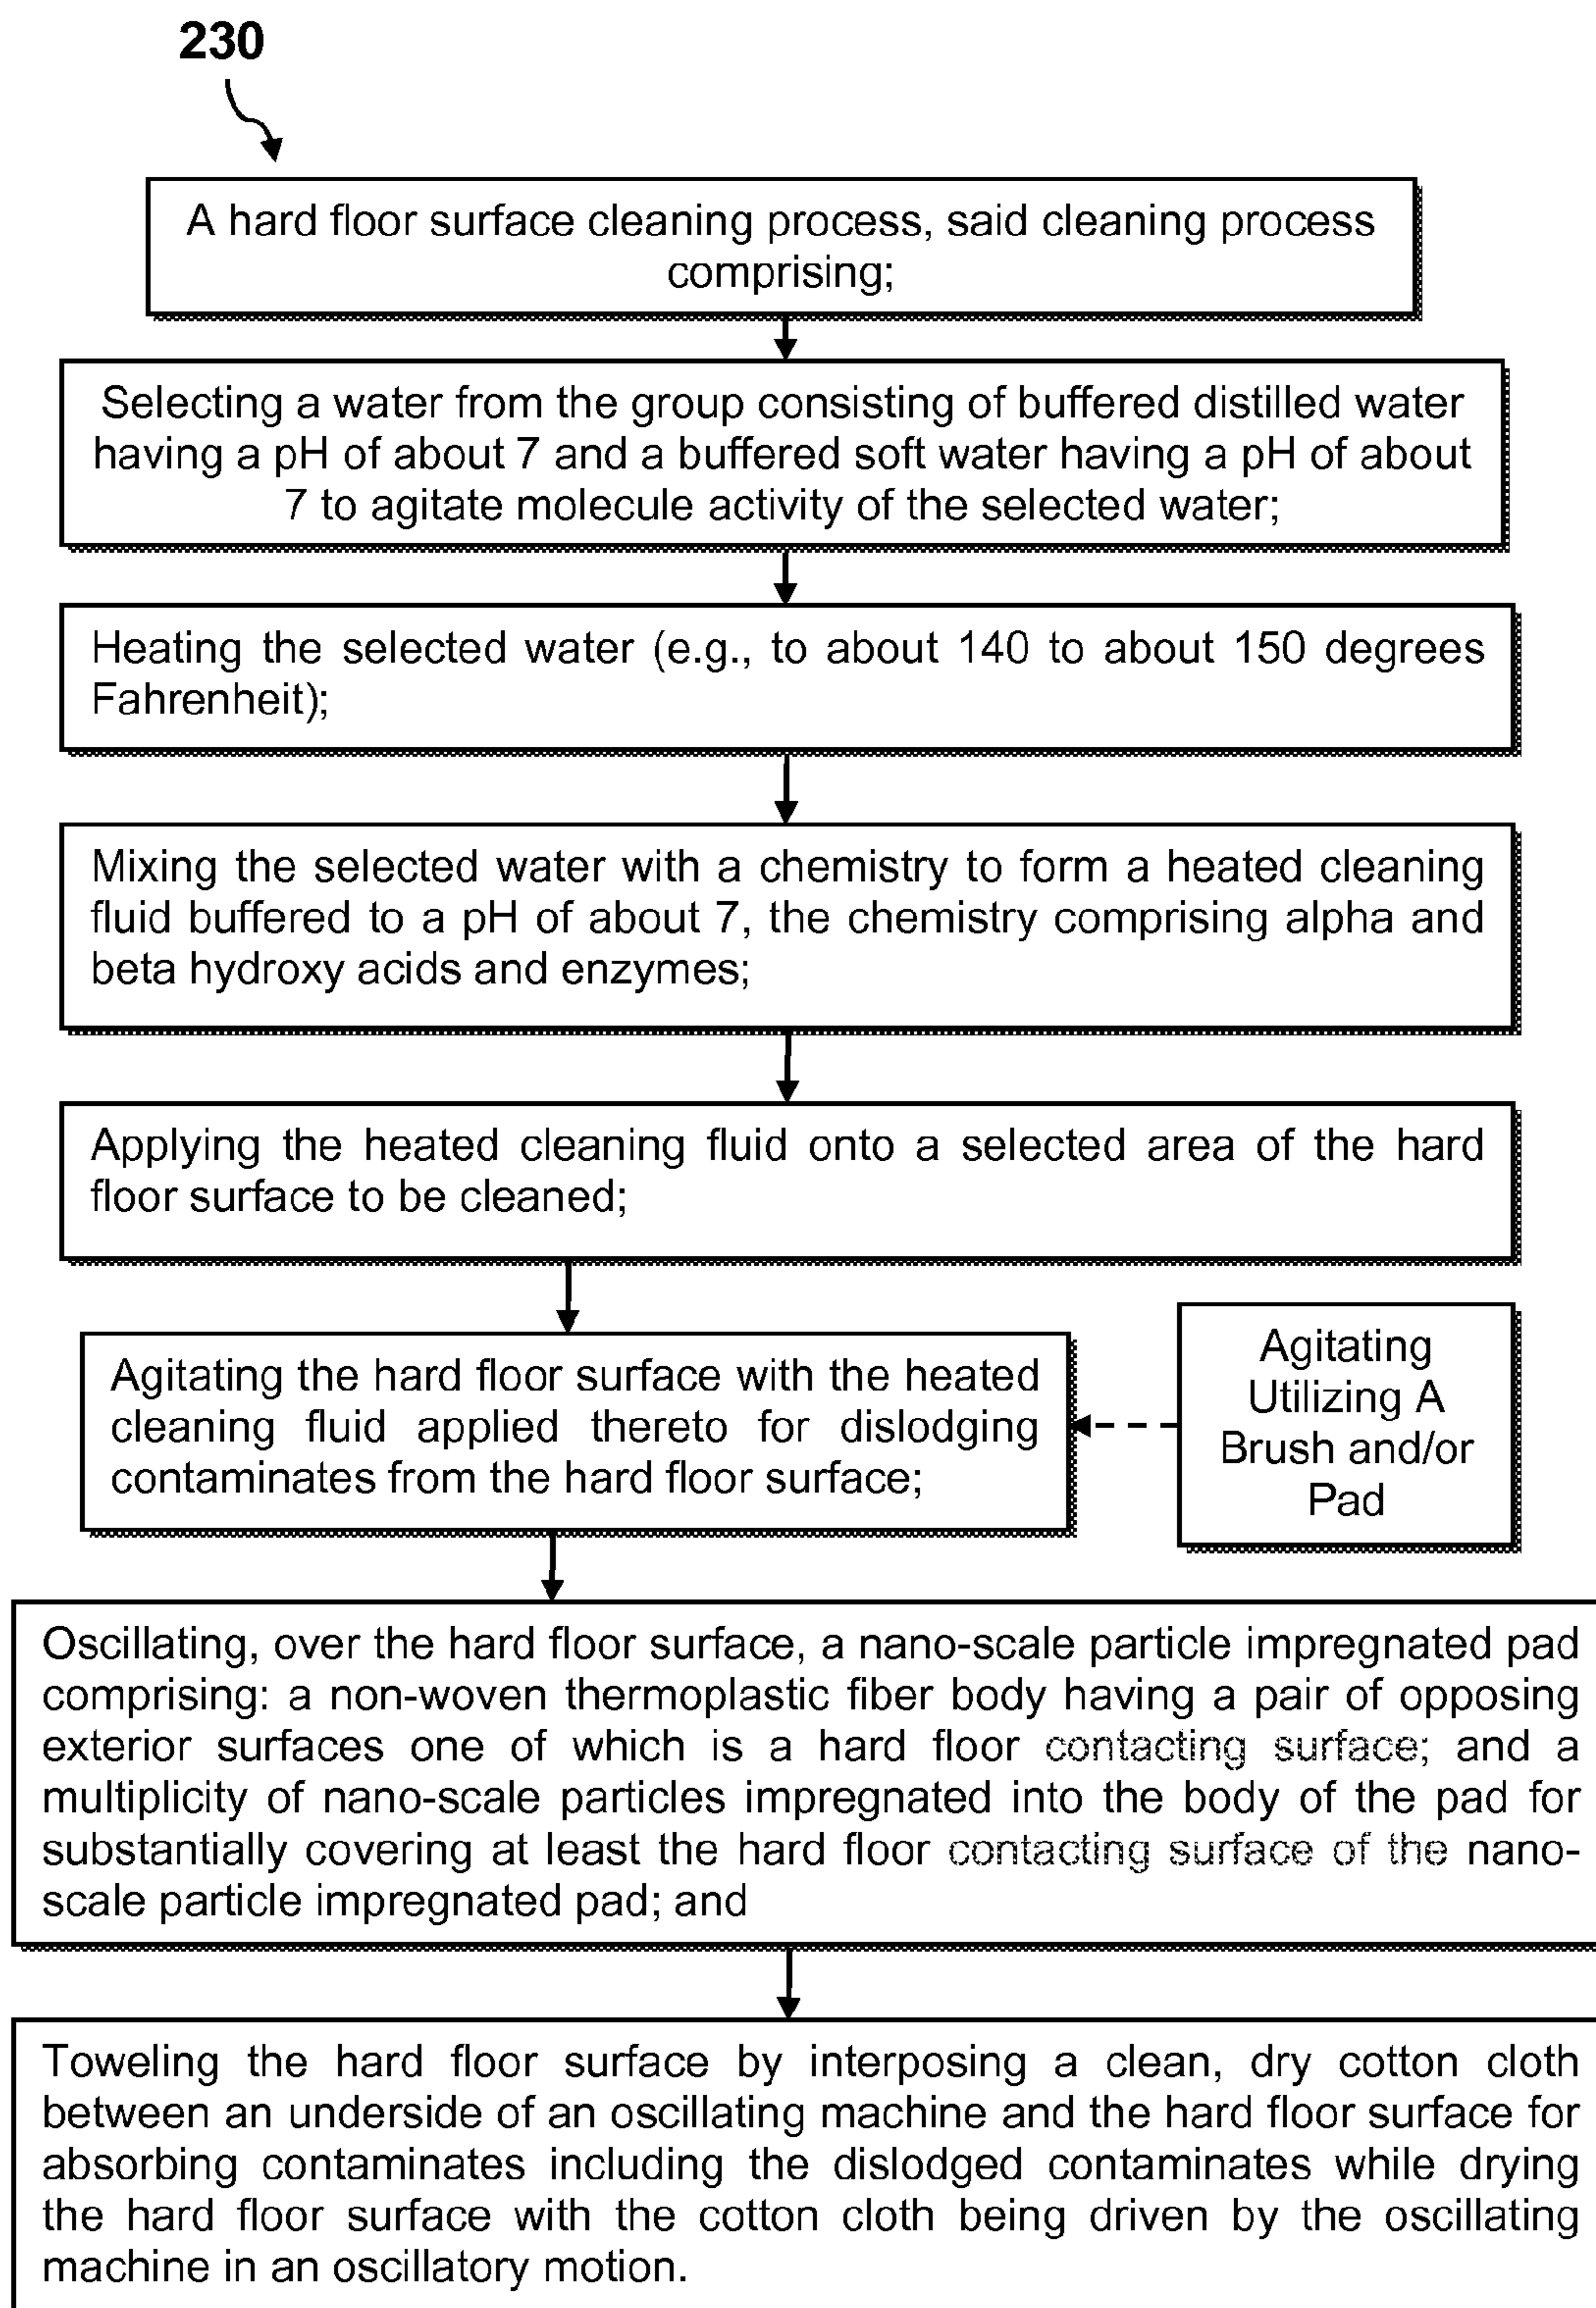 230
A hard floor surface cleaning process, said cleaning process
comprising;
Selecting a water from the group consisting of buffered distilled water
having a pH of about 7 and a buffered soft water having a pH of about
7 to agitate molecule activity of the selected water;
Heating the selected water (e.g., to about 140 to about 150 degrees
Fahrenheit);
Mixing the selected water with a chemistry to form a heated cleaning
fluid buffered to a pH of about 7, the chemistry comprising alpha and
beta hydroxy acids and enzymes;
Applying the heated cleaning fluid onto a selected area of the hard
floor surface to be cleaned;
Agitating the hard floor surface with the heated
cleaning fluid applied thereto for dislodging
contaminates from the hard floor surface;
Agitating
Utilizing A
Brush and/or
Pad
Oscillating, over the hard floor surface, a nano-scale particle impregnated pad
comprising: a non-woven thermoplastic fiber body having a pair of opposing
exterior surfaces one of which is a hard floor contacting surface; and a
multiplicity of nano-scale particles impregnated into the body of the pad for
substantially covering at least the hard floor contacting surface of the nano-
scale particle impregnated pad; and
Toweling the hard floor surface by interposing a clean, dry cotton cloth
between an underside of an oscillating machine and the hard floor surface for
absorbing contaminates including the dislodged contaminates while drying
the hard floor surface with the cotton cloth being driven by the oscillating
machine in an oscillatory motion.